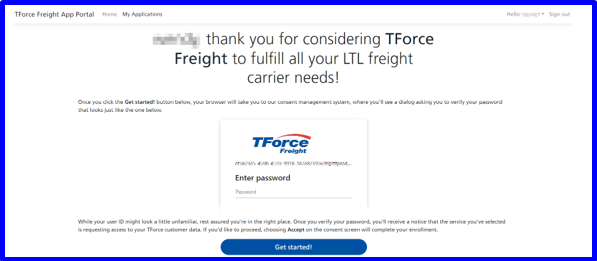 TForce Freight App Portal Home My Applications Hello Sign out
thank you for considering TForce
Freight to fulfill all your LTL freight
carrier needs!
Once you click the Get started! button below, your browser will take you to our consent management system, where you'll see a dialog asking you to verify your password
that looks just like the one below.
TForce
Freight
Enter password
Password
While your user ID might look a little unfamiliar, rest assured you're in the right place. Once you verify your password, you'll receive a notice that the service you've selected
is requesting access to your TForce customer data. If you'd like to proceed, choosing Accept on the consent screen will complete your enrollment.
Get started!